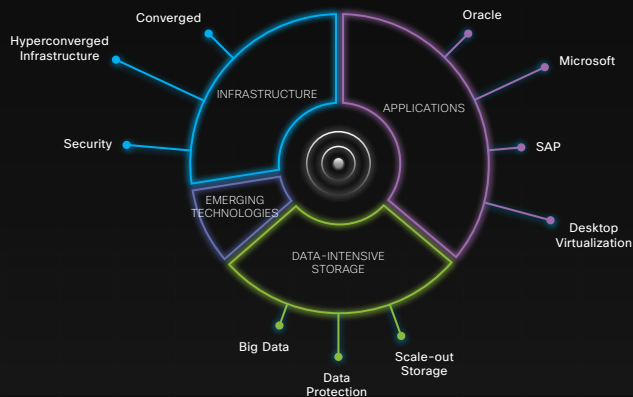 Converged
Oracle
Hyperconverged
Infrastructure
Microsoft
INFRASTRUCTURE
APPLICATIONS
Security
SAP
EMERGING
TECHNOLOGIES
Desktop
Virtualization
DATA-INTENSIVE
STORAGE
Big Data
Scale-out
Storage
Data
Protection